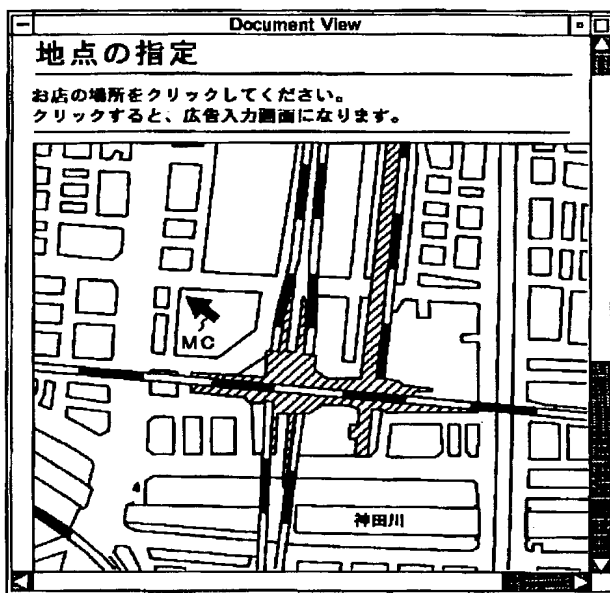 Document View
地点の指定
お店の場所をクリックしてください。
クリックすると、広告入力画面になります。
MC
神田川